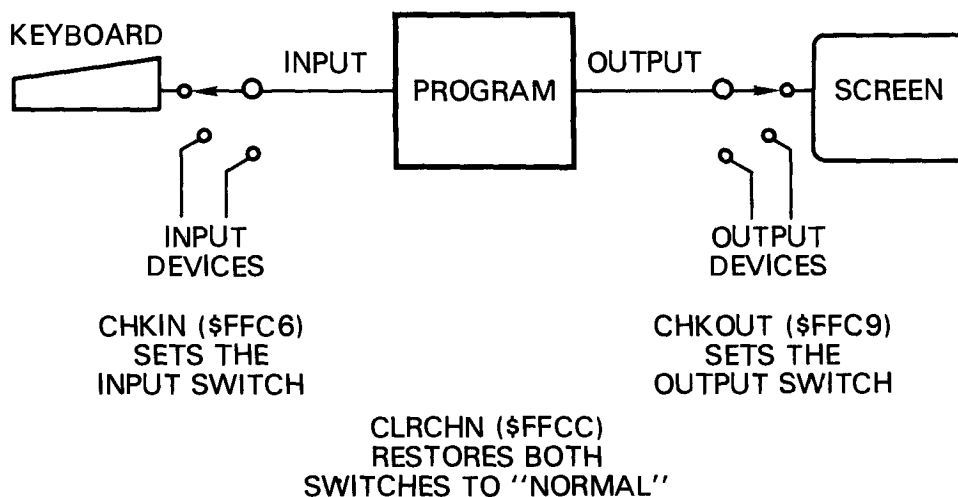 KEYBOARD
INPUT
PROGRAM
OUTPUT
SCREEN
INPUT
DEVICES
OUTPUT
DEVICES
CHKIN ($FFC6)
SETS THE
INPUT SWITCH
CHKOUT ($FFC9)
SETS THE
OUTPUT SWITCH
CLRCHN ($FFCC)
RESTORES BOTH
SWITCHES TO "NORMAL"